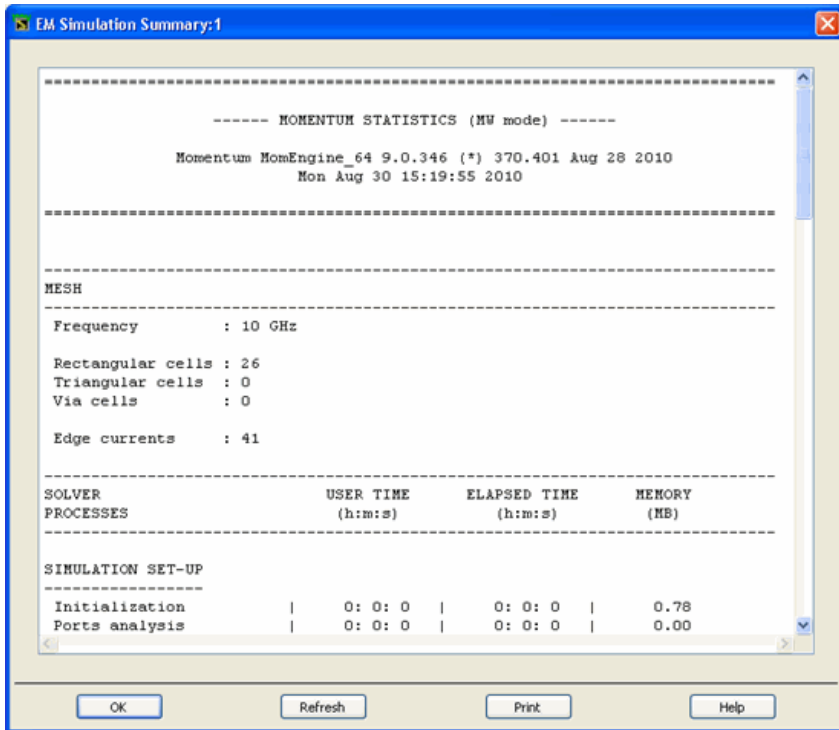 EM Simulation Summary:1
===============================================================================
------ MOMENTUM STATISTICS (MW mode) ------
Momentum MomEngine_64 9.0.346 (*) 370.401 Aug 28 2010
Mon Aug 30 15:19:55 2010
===============================================================================
-------------------------------------------------------------------------------
MESH
-------------------------------------------------------------------------------
Frequency : 10 GHz
Rectangular cells : 26
Triangular cells : 0
Via cells : 0
Edge currents : 41
-------------------------------------------------------------------------------
SOLVER USER TIME ELAPSED TIME MEMORY
PROCESSES (h:m:s) (h:m:s) (MB)
-------------------------------------------------------------------------------
SIMULATION SET-UP
-----------------
Initialization | 0: 0: 0 | 0: 0: 0 | 0.78
Ports analysis | 0: 0: 0 | 0: 0: 0 | 0.00
OK Refresh Print Help